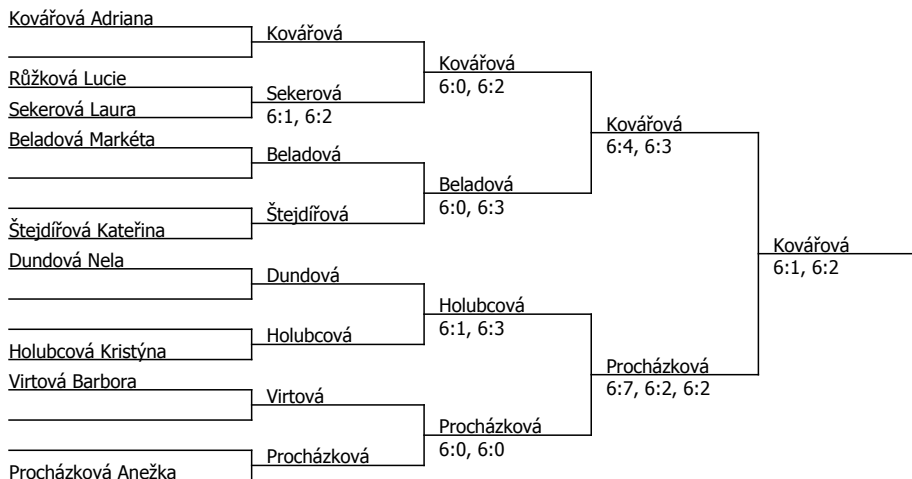 Kovářová Adriana
Růžková Lucie
Sekerová Laura
Beladová Markéta
Štejdířová Kateřina
Dundová Nela
Holubcová Kristýna
Virtová Barbora
Procházková Anežka
Kovářová
Sekerová
6:1, 6:2
Beladová
Štejdířová
Dundová
Holubcová
Virtová
Procházková
Kovářová
6:0, 6:2
Beladová
6:0, 6:3
Holubcová
6:1, 6:3
Procházková
6:0, 6:0
Kovářová
6:4, 6:3
Procházková
6:7, 6:2, 6:2
Kovářová
6:1, 6:2